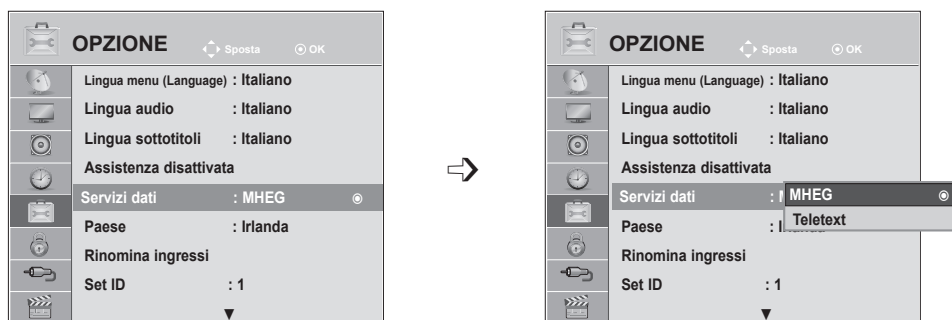 OPZIONE Sposta OK
Lingua menu (Language) : Italiano
Lingua audio : Italiano
Lingua sottotitoli : Italiano
Assistenza disattivata
Servizi dati : MHEG
Paese : Irlanda
Rinomina ingressi
Set ID : 1
OPZIONE Sposta OK
Lingua menu (Language) : Italiano
Lingua audio : Italiano
Lingua sottotitoli : Italiano
Assistenza disattivata
Servizi dati : MHEG
Teletext
Paese :
Rinomina ingressi
Set ID : 1